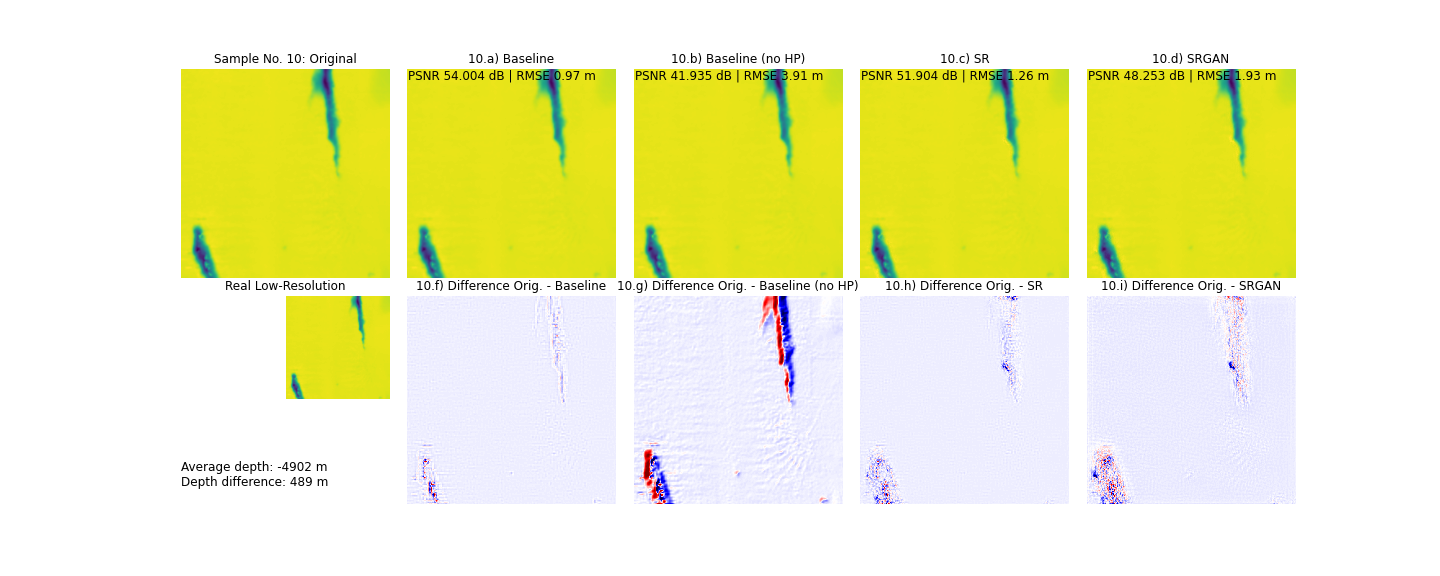 Sample No. 10: Original
10.a) Baseline
10.b) Baseline (no HP)
10.c) SR
10.d) SRGAN
PSNR 54.004 dB | RMSE 0.97 m
PSNR 41.935 dB | RMSE 3.91 m
PSNR 51.904 dB | RMSE 1.26 m
PSNR 48.253 dB | RMSE 1.93 m
Real Low-Resolution
10.f) Difference Orig. - Baseline
10.g) Difference Orig. - Baseline (no HP)
10.h) Difference Orig. - SR
10.i) Difference Orig. - SRGAN
Average depth: -4902 m
Depth difference: 489 m